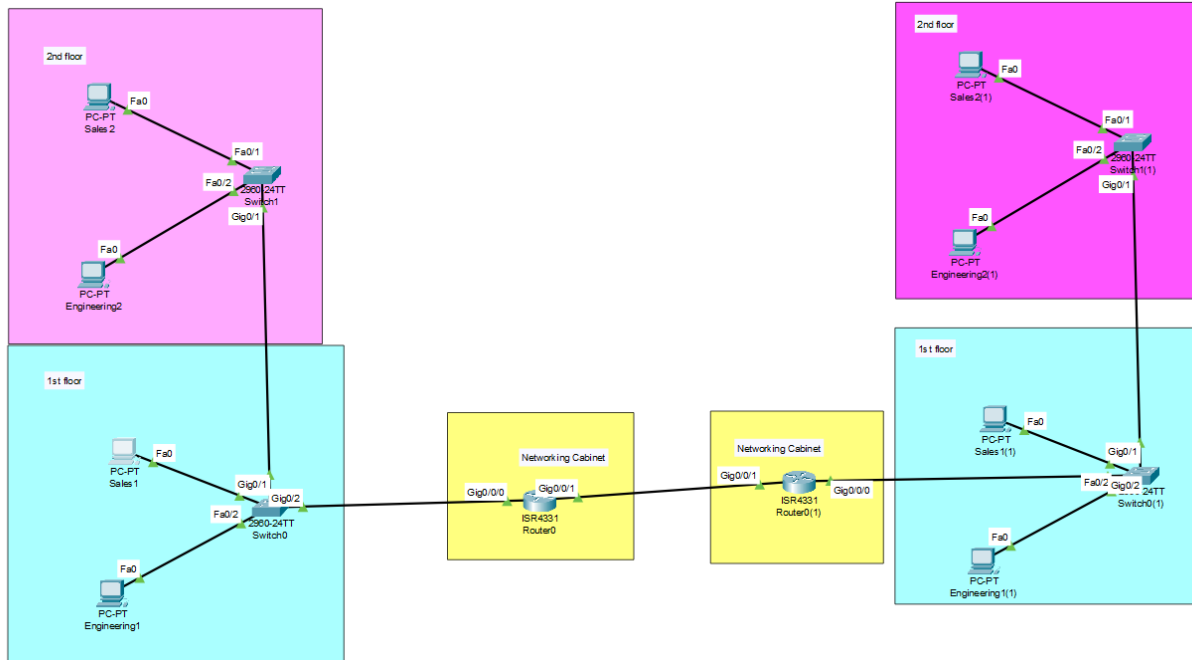 2nd floor
Fa0
PC-PT
Sales2
Fa0/1
Fa0/2
2960-24TT
Switch1
Gig0/1
Fa0
PC-PT
Engineering2
1st floor
Fa0
PC-PT
Sales1
Gig0/1
Gig0/2
Fa0/2
2960-24TT
Switch0
Fa0
PC-PT
Engineering1
Networking Cabinet
Gig0/0/0
Gig0/0/1
ISR4331
Router0
Networking Cabinet
Gig0/0/1
Gig0/0/0
ISR4331
Router0(1)
2nd floor
Fa0
PC-PT
Sales2(1)
Fa0/1
Fa0/2
2960-24TT
Switch1(1)
Gig0/1
Fa0
PC-PT
Engineering2(1)
1st floor
Fa0
PC-PT
Sales1(1)
Gig0/1
Fa0/2
Gig0/2
Switch0(1)
Fa0
PC-PT
Engineering1(1)